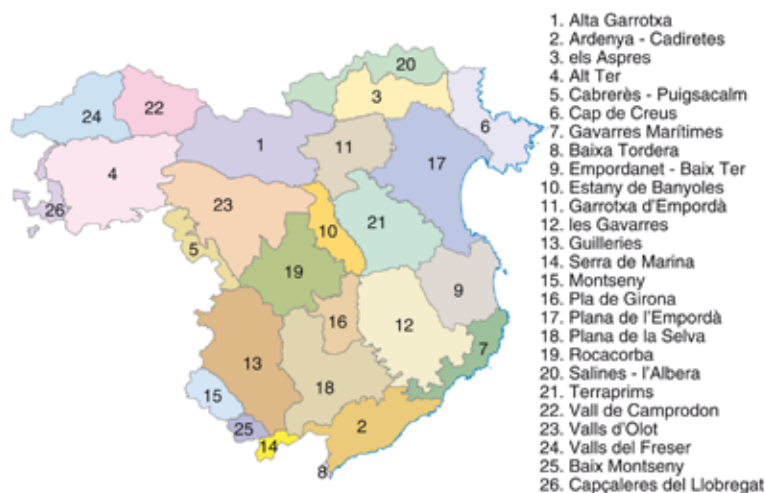 1. Alta Garrotxa
2. Ardenya - Cadiretes
3. els Aspres
4. Alt Ter
5. Cabrerès - Puigsacalm
6. Cap de Creus
7. Gavarres Marítimes
8. Baixa Tordera
9. Empordanet - Baix Ter
10. Estany de Banyoles
11. Garrotxa d'Empordà
12. les Gavarres
13. Guilleries
14. Serra de Marina
15. Montseny
16. Pla de Girona
17. Plana de l'Empordà
18. Plana de la Selva
19. Rocacorba
20. Salines - l'Albera
21. Terraprims
22. Vall de Camprodon
23. Valls d'Olot
24. Valls del Freser
25. Baix Montseny
26. Capçaleres del Llobregat
20
22
3
24
6
1
11
17
4
23
26
10
21
5
19
9
16
12
7
13
18
15
2
25
14
8